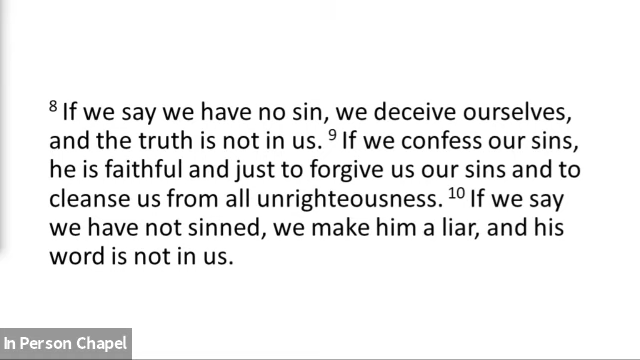 8 If we say we have no sin, we deceive ourselves,
and the truth is not in us. 9 If we confess our sins,
he is faithful and just to forgive us our sins and to
cleanse us from all unrighteousness. 10 If we say
we have not sinned, we make him a liar, and his
word is not in us.
In Person Chapel